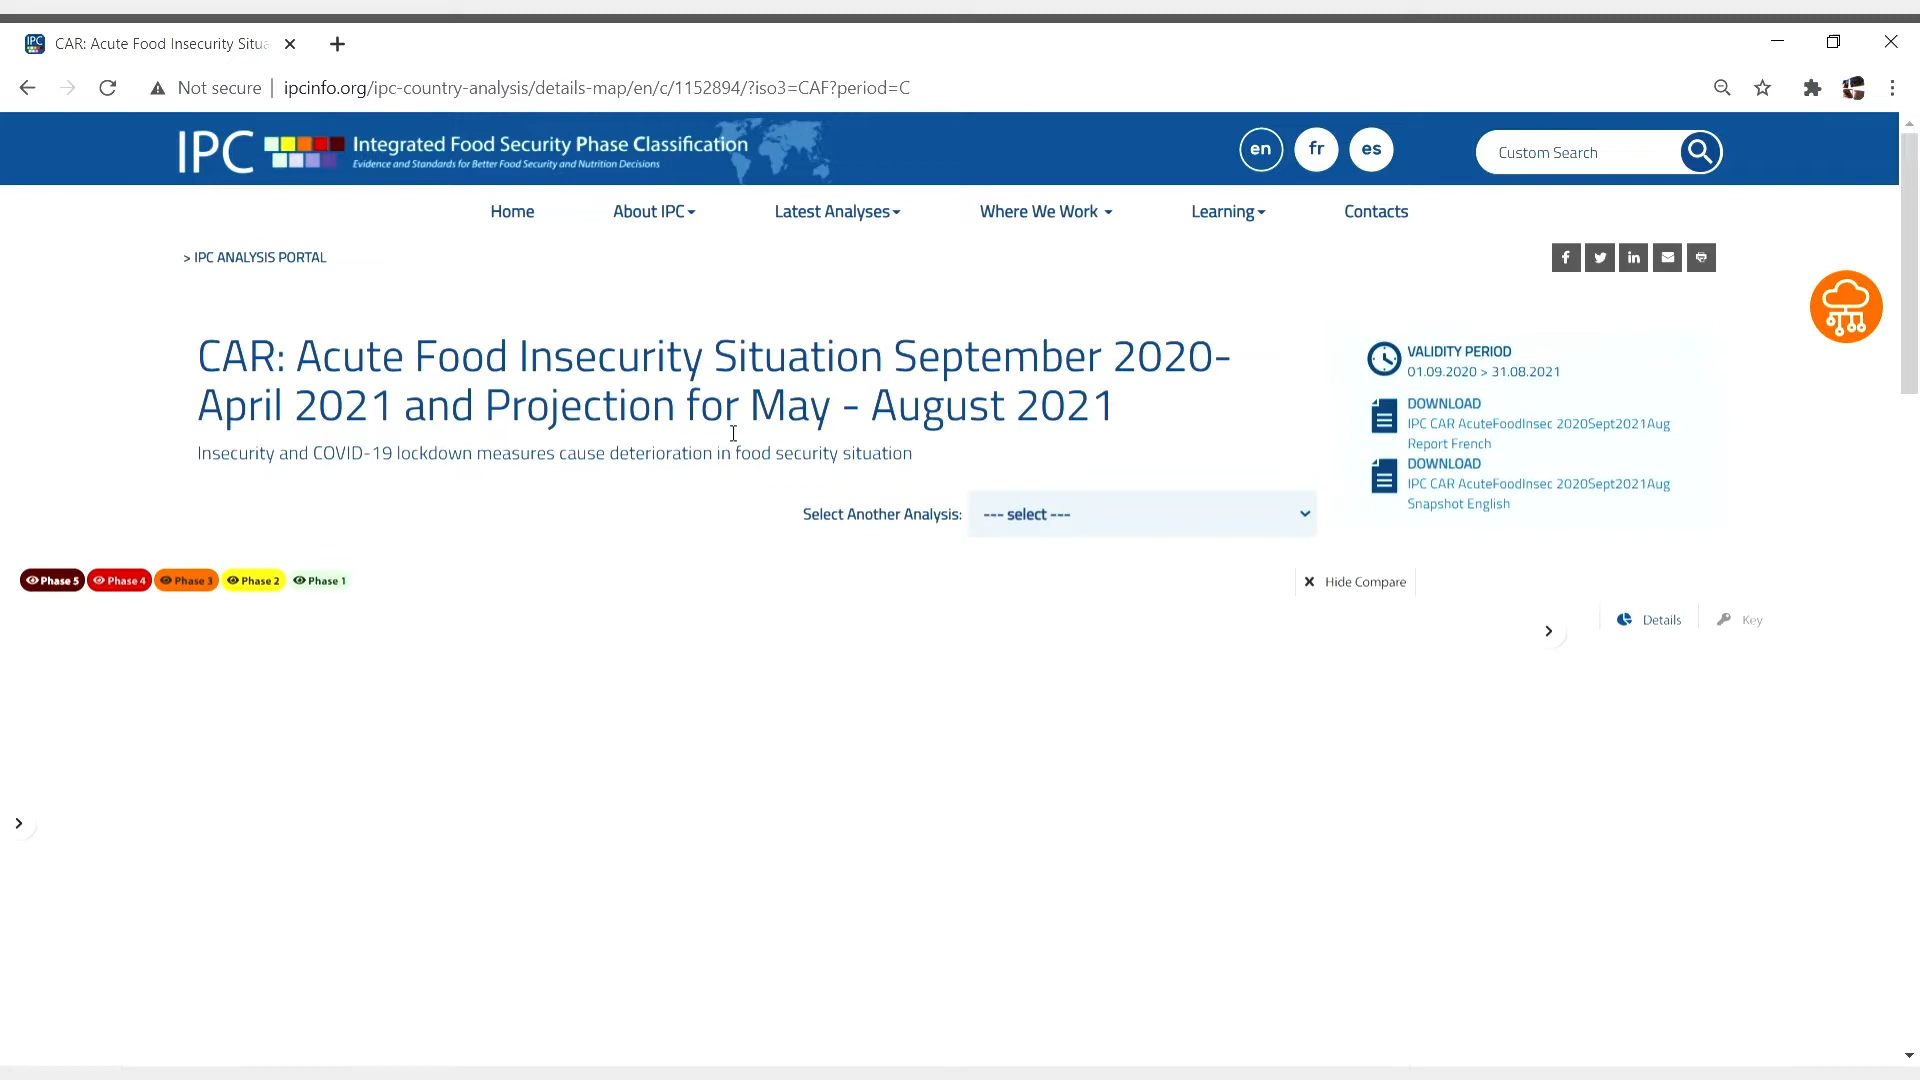 IPC
CAR: Acute Food Insecurity Situa
Not secure
ipcinfo.org/ipc-country-analysis/details-map/en/c/1152894/?iso3=CAF?period=C
IPC
Integrated Food Security Phase Classification
Evidence and Standards for Better Food Security and Nutrition Decisions
en
fr
es
Custom Search
Home
About IPC
Latest Analyses
Where We Work
Learning
Contacts
> IPC ANALYSIS PORTAL
CAR: Acute Food Insecurity Situation September 2020-
April 2021 and Projection for May - August 2021
Insecurity and COVID-19 lockdown measures cause deterioration in food security situation
VALIDITY PERIOD
01.09.2020 > 31.08.2021
DOWNLOAD
IPC CAR AcuteFoodInsec 2020Sept2021Aug
Report French
DOWNLOAD
IPC CAR AcuteFoodInsec 2020Sept2021Aug
Snapshot English
Select Another Analysis:
--- select ---
Phase 5
Phase 4
Phase 3
Phase 2
Phase 1
Hide Compare
Details
Key